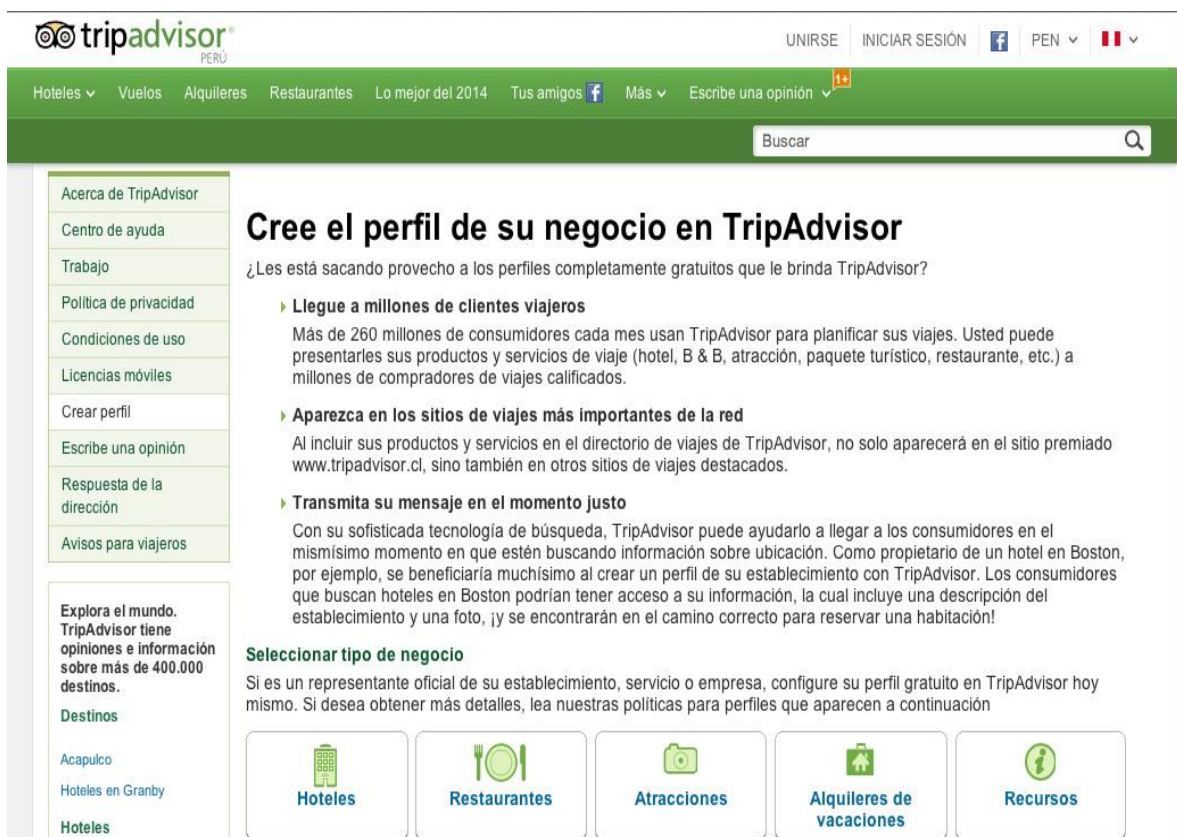 tripadvisor
PERÚ
UNIRSE
INICIAR SESIÓN
PEN
Hoteles
Vuelos
Alquileres
Restaurantes
Lo mejor del 2014
Tus amigos
Más
Escribe una opinión
1+
Buscar
Acerca de TripAdvisor
Centro de ayuda
Trabajo
Política de privacidad
Condiciones de uso
Licencias móviles
Crear perfil
Escribe una opinión
Respuesta de la
dirección
Avisos para viajeros
Explora el mundo.
TripAdvisor tiene
opiniones e información
sobre más de 400.000
destinos.
Destinos
Acapulco
Hoteles en Granby
Hoteles
Cree el perfil de su negocio en TripAdvisor
¿Les está sacando provecho a los perfiles completamente gratuitos que le brinda TripAdvisor?
Llegue a millones de clientes viajeros
Más de 260 millones de consumidores cada mes usan TripAdvisor para planificar sus viajes. Usted puede
presentarles sus productos y servicios de viaje (hotel, B & B, atracción, paquete turístico, restaurante, etc.) a
millones de compradores de viajes calificados.
Aparezca en los sitios de viajes más importantes de la red
Al incluir sus productos y servicios en el directorio de viajes de TripAdvisor, no solo aparecerá en el sitio premiado
www.tripadvisor.cl, sino también en otros sitios de viajes destacados.
Transmita su mensaje en el momento justo
Con su sofisticada tecnología de búsqueda, TripAdvisor puede ayudarlo a llegar a los consumidores en el
mismísimo momento en que estén buscando información sobre ubicación. Como propietario de un hotel en Boston,
por ejemplo, se beneficiaría muchísimo al crear un perfil de su establecimiento con TripAdvisor. Los consumidores
que buscan hoteles en Boston podrían tener acceso a su información, la cual incluye una descripción del
establecimiento y una foto, ¡y se encontrarán en el camino correcto para reservar una habitación!
Seleccionar tipo de negocio
Si es un representante oficial de su establecimiento, servicio o empresa, configure su perfil gratuito en TripAdvisor hoy
mismo. Si desea obtener más detalles, lea nuestras políticas para perfiles que aparecen a continuación
Hoteles
Restaurantes
Atracciones
Alquileres de
vacaciones
Recursos